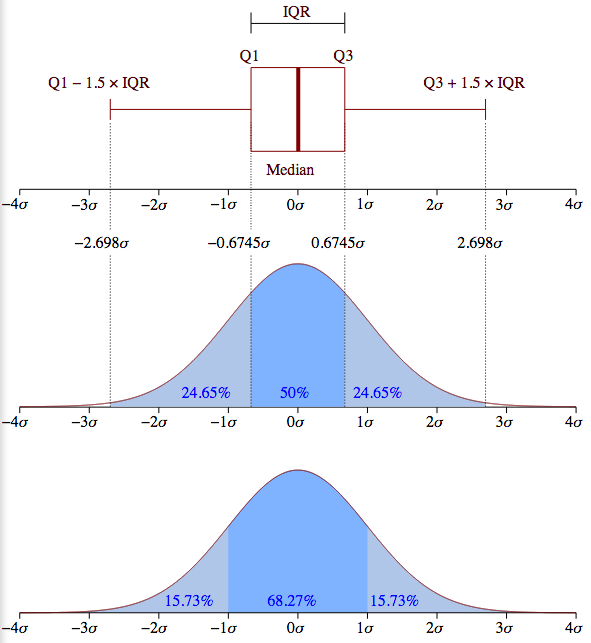 IQR
Q1 Q3
Q1 − 1.5 × IQR Q3 + 1.5 × IQR
Median
−4σ −3σ −2σ −1σ 0σ 1σ 2σ 3σ 4σ
−2.698σ −0.6745σ 0.6745σ 2.698σ
24.65% 50% 24.65%
−4σ −3σ −2σ −1σ 0σ 1σ 2σ 3σ 4σ
15.73% 68.27% 15.73%
−4σ −3σ −2σ −1σ 0σ 1σ 2σ 3σ 4σ